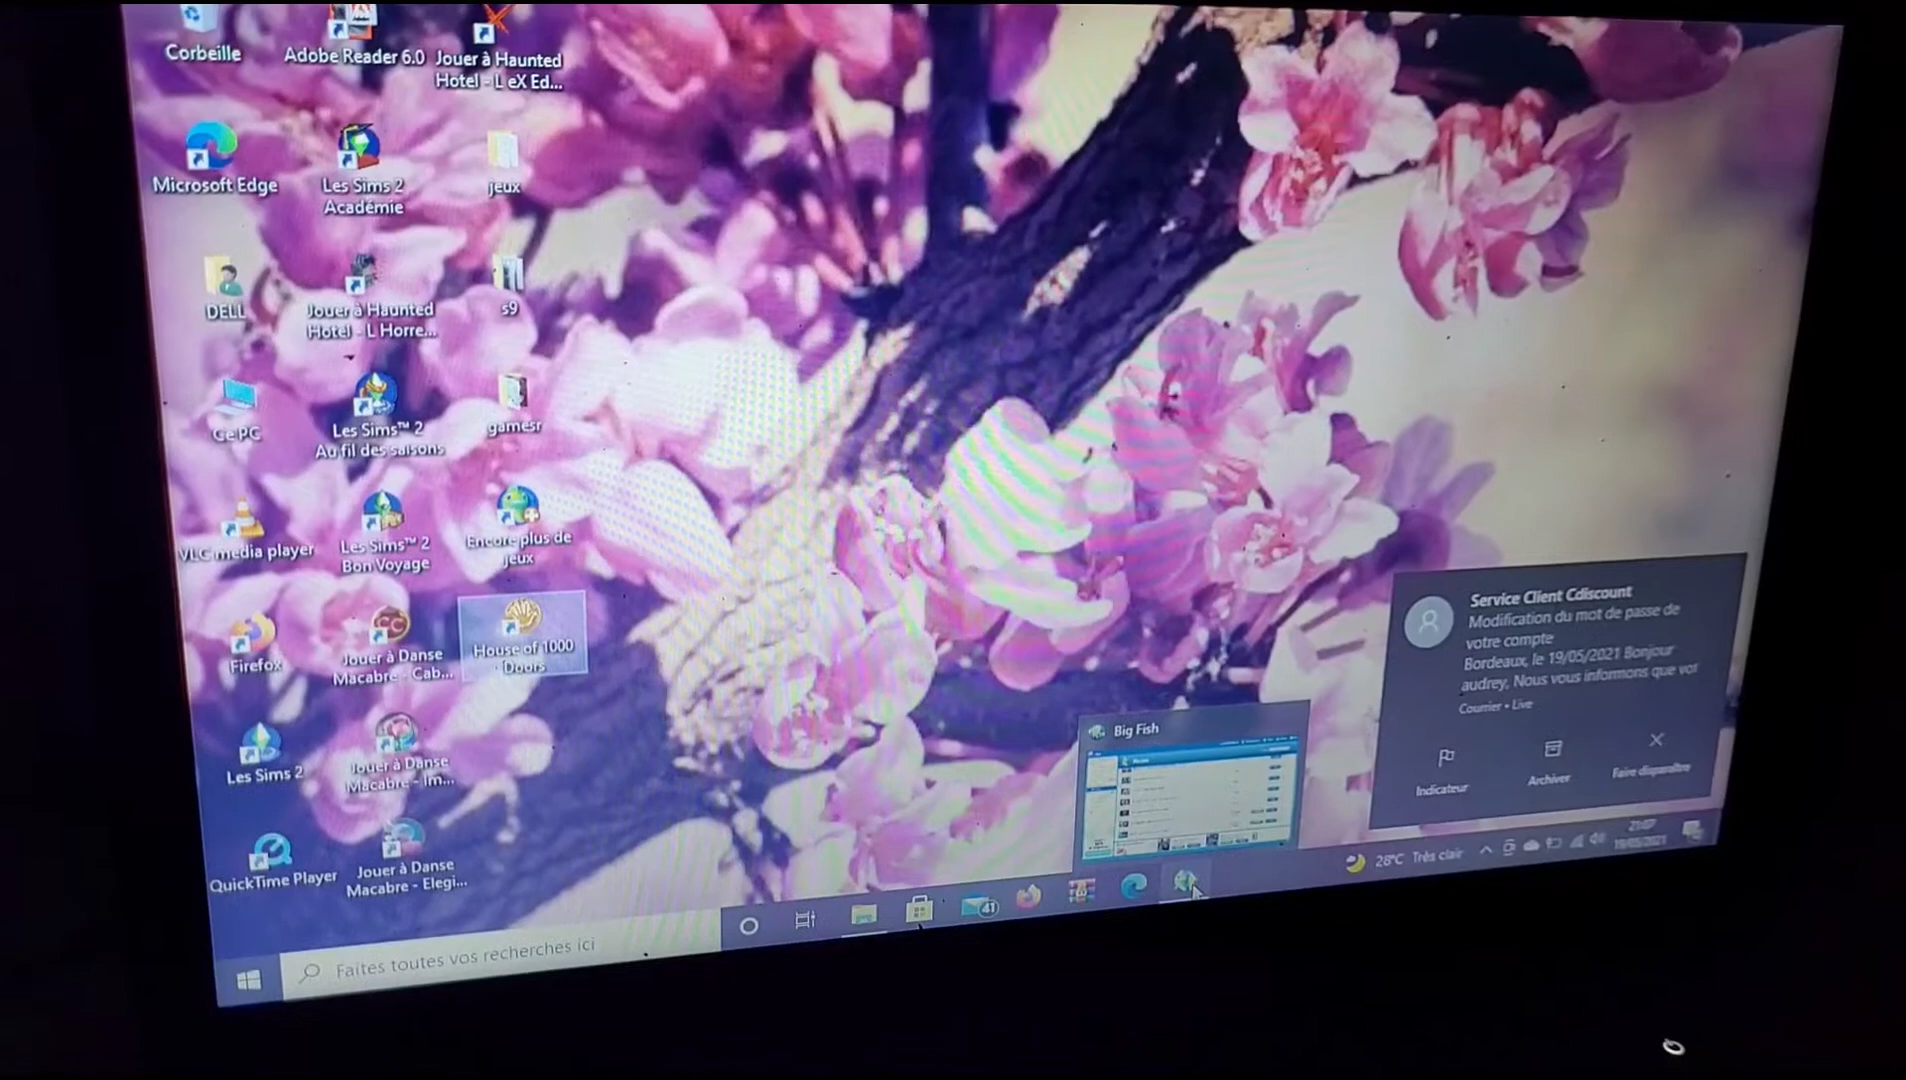 Corbeille
Adobe Reader 6.0
Jouer à Haunted
Hotel - L eX Ed...
Microsoft Edge
Les Sims 2
Académie
jeux
DELL
Jouer à Haunted
Hotel - L Horre...
s9
Ce PC
Les Sims™ 2
Au fil des saisons
gamesr
VLC media player
Les Sims™ 2
Bon Voyage
Encore plus de
jeux
Firefox
Jouer à Danse
Macabre - Cab...
House of 1000
Doors
Les Sims 2
Jouer à Danse
Macabre - Im...
QuickTime Player
Jouer à Danse
Macabre - Elegi...
Service Client Cdiscount
Modification du mot de passe de
votre compte
Bordeaux, le 19/05/2021 Bonjour
audrey, Nous vous informons que vot
Courrier • Live
Indicateur
Archiver
Faire disparaître
Big Fish
Faites toutes vos recherches ici
41
28°C Très clair
19/05/2021